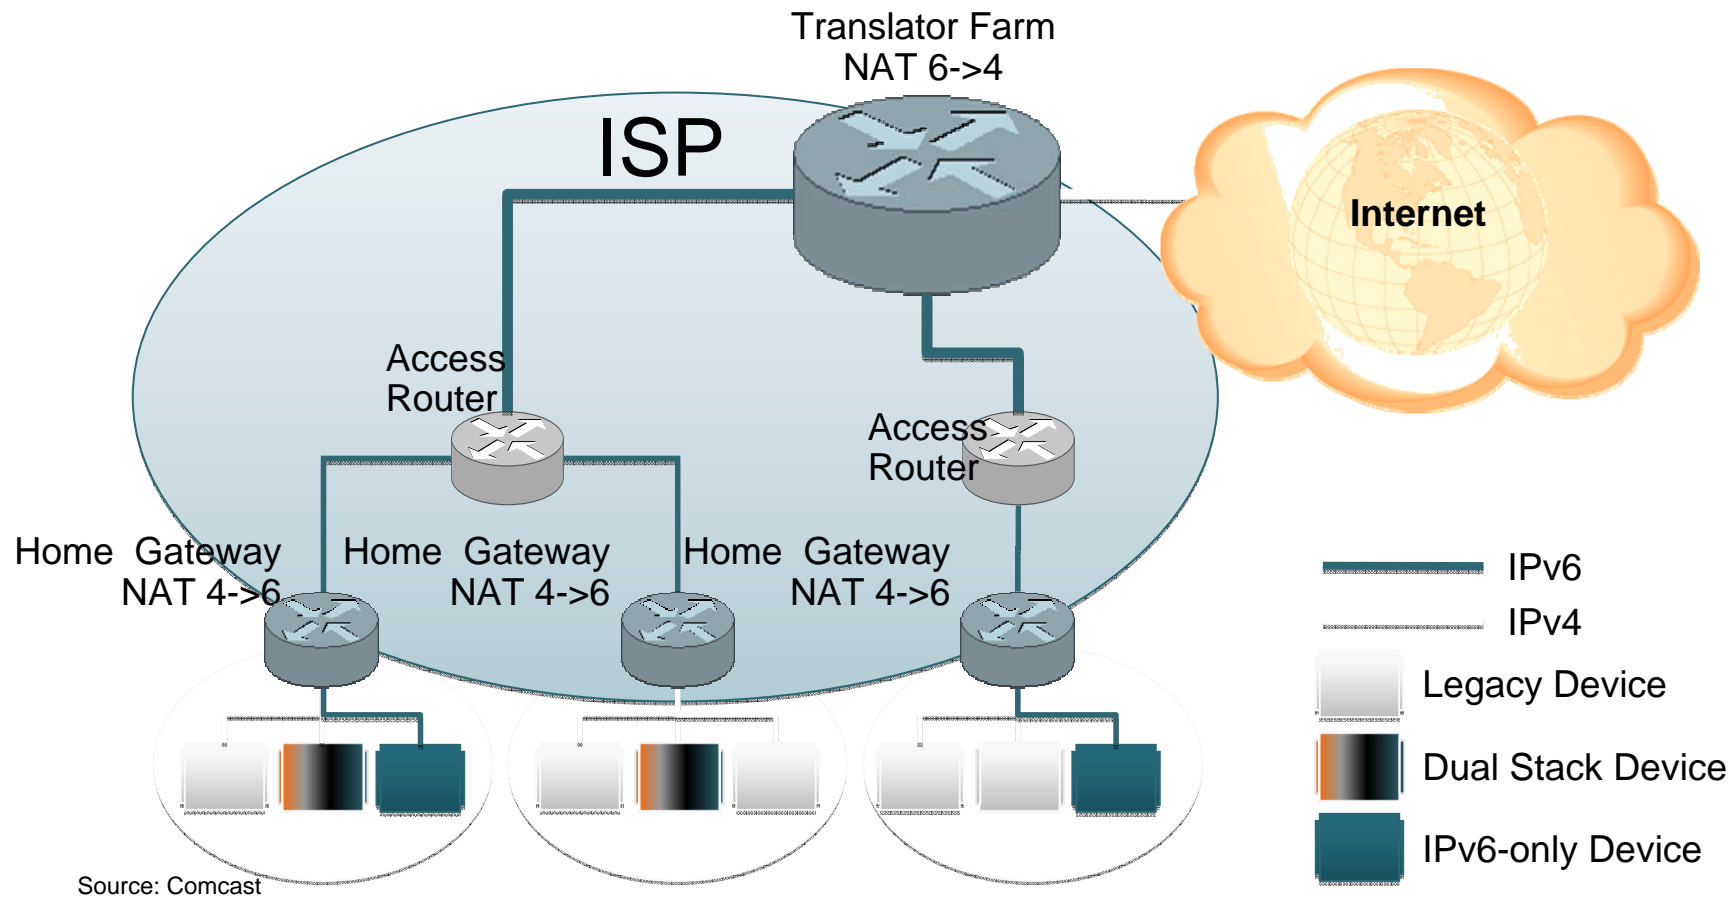 Translator Farm
NAT 6->4
ISP
Internet
Access
Router
Access
Router
Home Gateway
NAT 4->6
Home Gateway
NAT 4->6
Home Gateway
NAT 4->6
IPv6
IPv4
Legacy Device
Dual Stack Device
IPv6-only Device
Source: Comcast